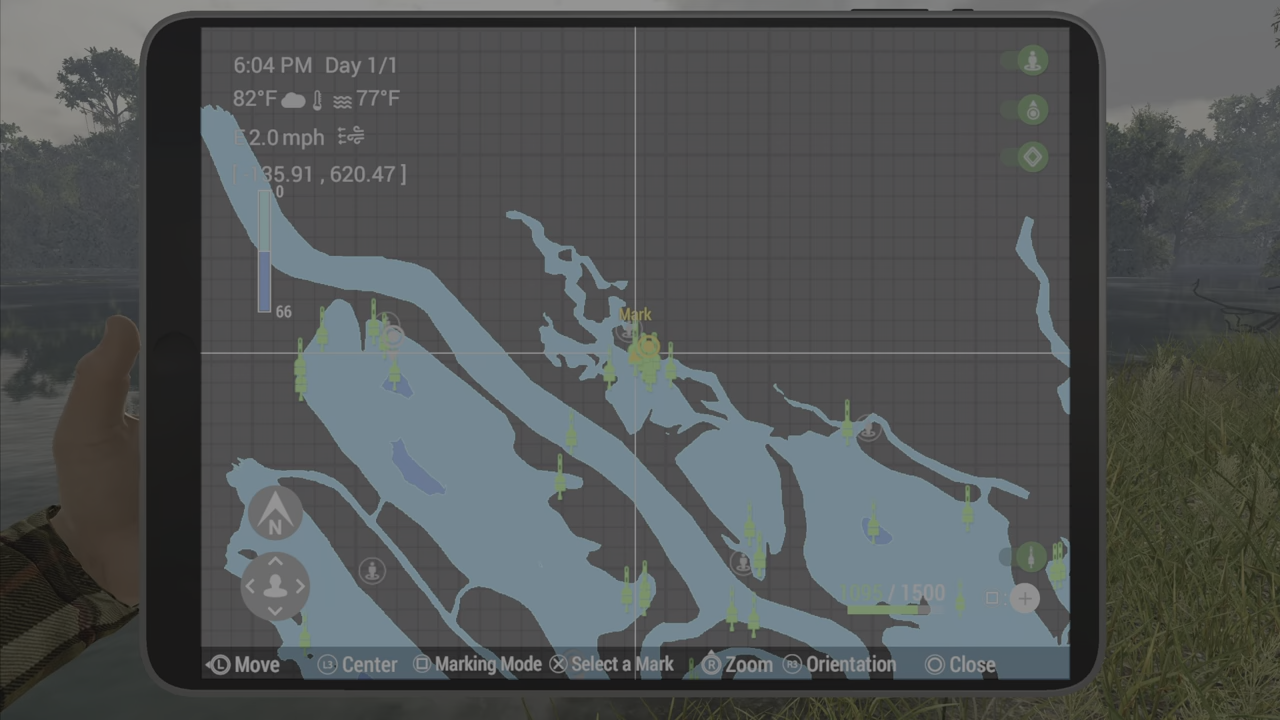 6:04 PM Day 1/1
82°F 77°F
E 2.0 mph
[ -135.91 , 620.47 ]
0
66
Mark
N
1095 / 1500
L Move L3 Center Marking Mode Select a Mark R Zoom R3 Orientation Close